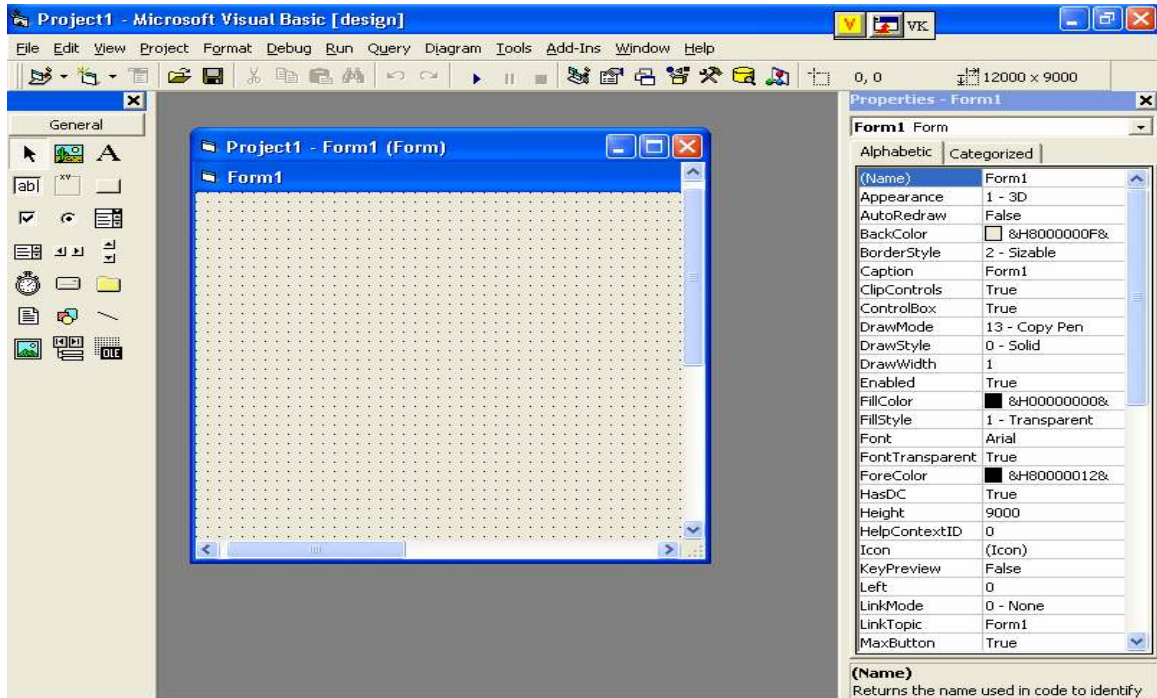 Project1 - Microsoft Visual Basic [design]
V VK
File Edit View Project Format Debug Run Query Diagram Tools Add-Ins Window Help
0, 0 12000 x 9000
General
A
ab
xy
OLE
Project1 - Form1 (Form)
Form1
Properties - Form1
Form1 Form
Alphabetic Categorized
(Name) Form1
Appearance 1 - 3D
AutoRedraw False
BackColor &H8000000F&
BorderStyle 2 - Sizable
Caption Form1
ClipControls True
ControlBox True
DrawMode 13 - Copy Pen
DrawStyle 0 - Solid
DrawWidth 1
Enabled True
FillColor &H00000000&
FillStyle 1 - Transparent
Font Arial
FontTransparent True
ForeColor &H80000012&
HasDC True
Height 9000
HelpContextID 0
Icon (Icon)
KeyPreview False
Left 0
LinkMode 0 - None
LinkTopic Form1
MaxButton True
(Name)
Returns the name used in code to identify